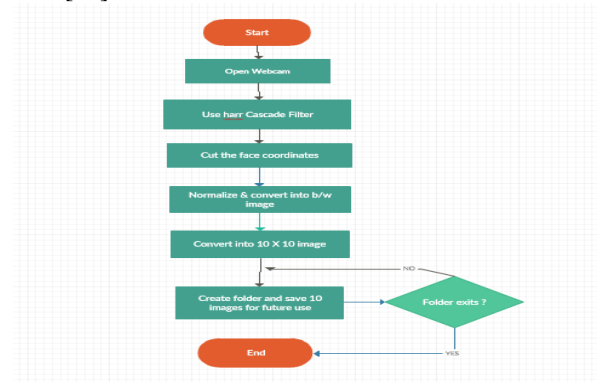 Start
Open Webcam
Use harr Cascade Filter
Cut the face coordinates
Normalize & convert into b/w
image
Convert into 10 X 10 image
NO
Create folder and save 10
images for future use
Folder exits ?
End
YES